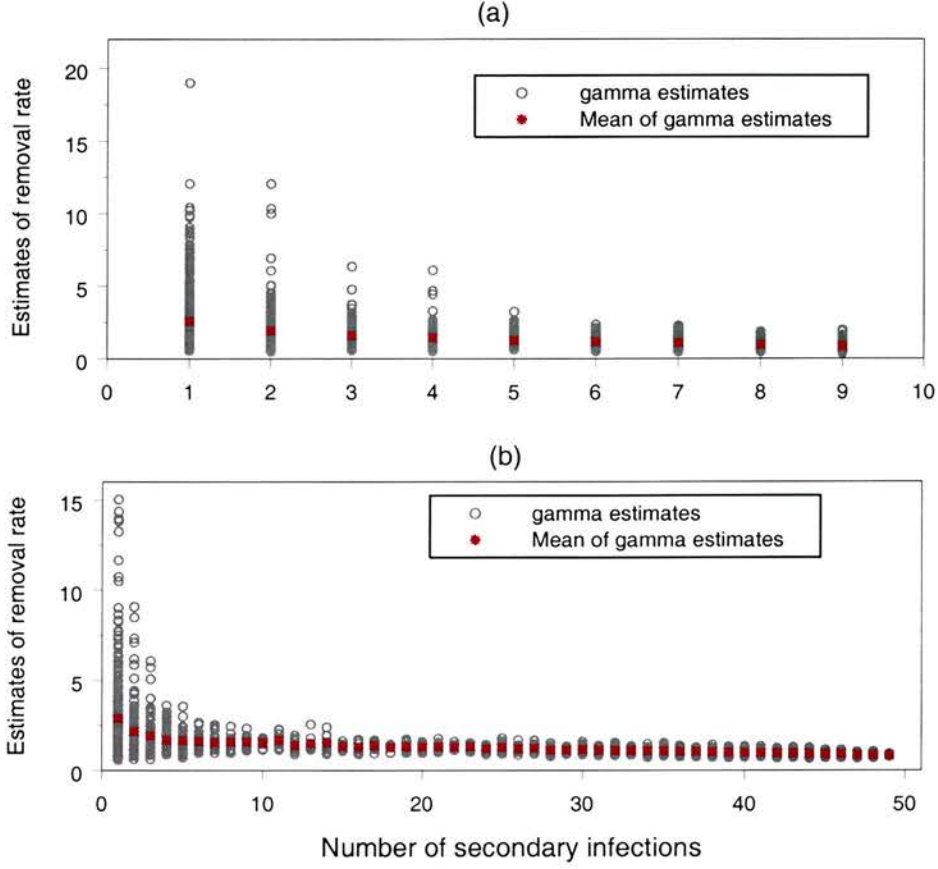 (a)
Estimates of removal rate
20
15
10
5
0
gamma estimates
Mean of gamma estimates
0 1 2 3 4 5 6 7 8 9 10
(b)
Estimates of removal rate
15
10
5
0
gamma estimates
Mean of gamma estimates
0 10 20 30 40 50
Number of secondary infections